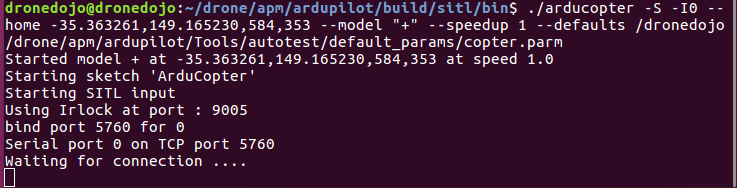 dronedojo@dronedojo:~/drone/apm/ardupilot/build/sitl/bin$ ./arducopter -S -I0 --
home -35.363261,149.165230,584,353 --model "+" --speedup 1 --defaults /dronedojo
/drone/apm/ardupilot/Tools/autotest/default_params/copter.parm
Started model + at -35.363261,149.165230,584,353 at speed 1.0
Starting sketch 'ArduCopter'
Starting SITL input
Using Irlock at port : 9005
bind port 5760 for 0
Serial port 0 on TCP port 5760
Waiting for connection ....